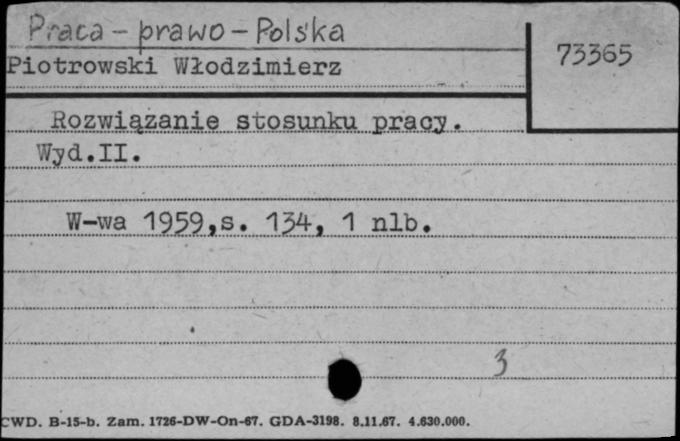 Praca - prawo - Polska
73365
Piotrowski Włodzimierz
Rozwiązanie stosunku pracy.
Wyd.II.
W-wa 1959,s. 134, 1 nlb.
3
CWD. B-15-b. Zam. 1726-DW-On-67. GDA-3198. 8.11.67. 4.630.000.